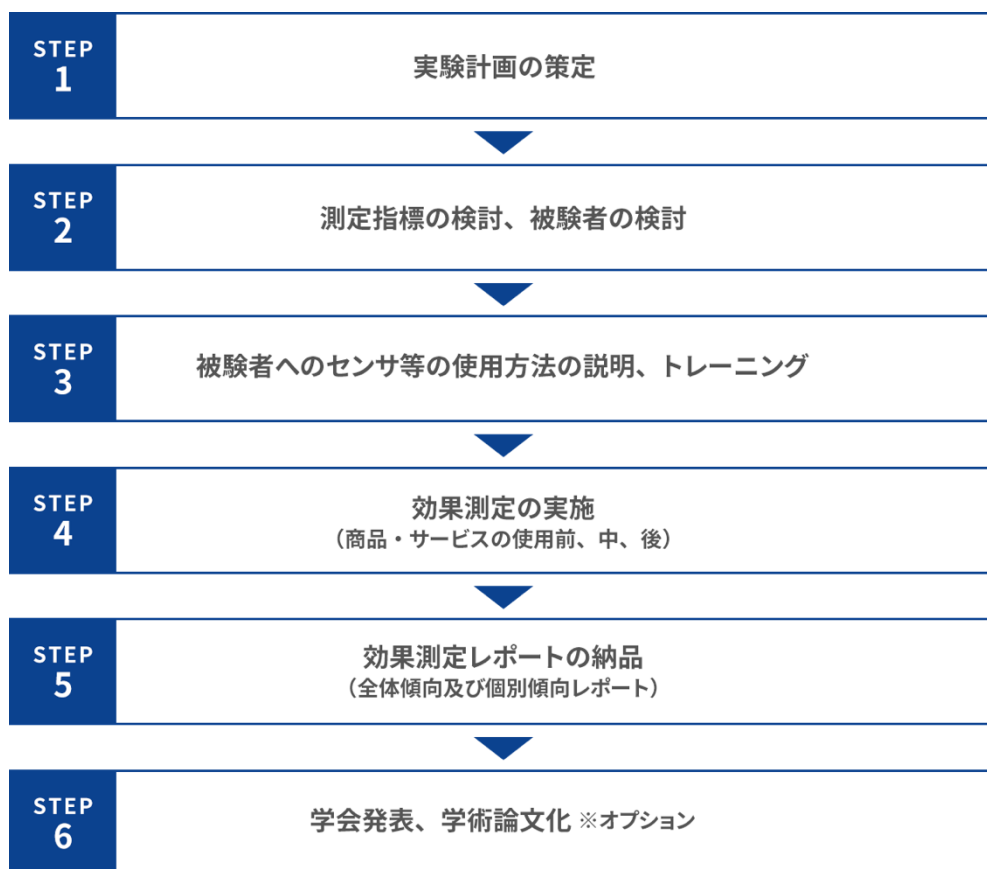 STEP
1
実験計画の策定
STEP
2
測定指標の検討、被験者の検討
STEP
3
被験者へのセンサ等の使用方法の説明、トレーニング
STEP
4
効果測定の実施
（商品・サービスの使用前、中、後）
STEP
5
効果測定レポートの納品
（全体傾向及び個別傾向レポート）
STEP
6
学会発表、学術論文化 ※オプション